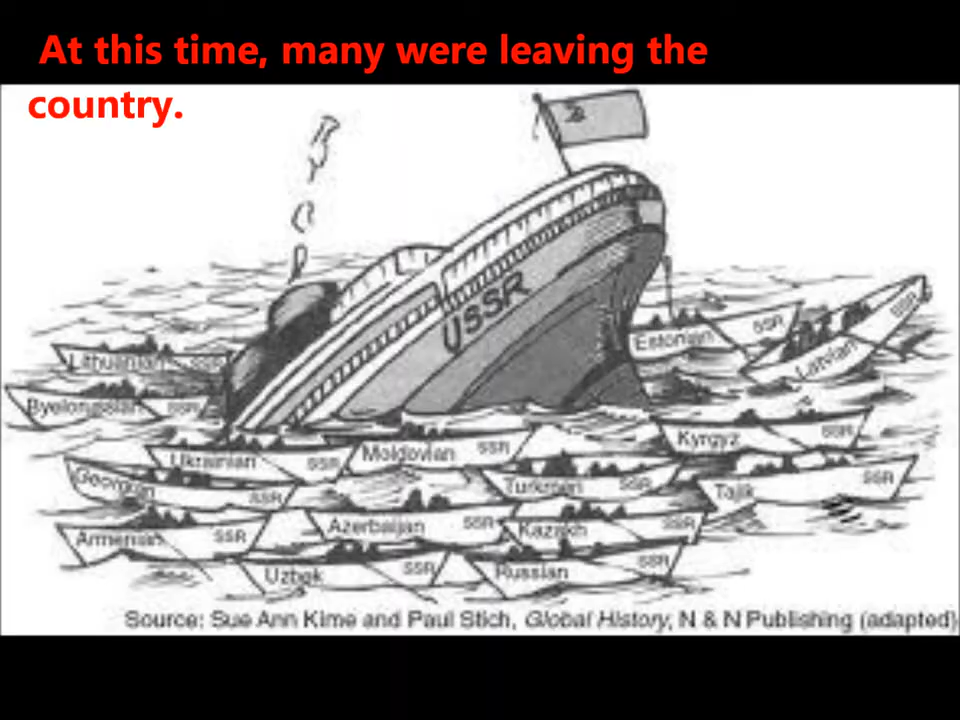 At this time, many were leaving the
country.
USSR
Lithuanian SSR
Byelorussian SSR
Estonian SSR
Latvian SSR
Ukrainian SSR
Moldovian SSR
Kyrgyz SSR
Georgian SSR
Turkmen SSR
Tajik SSR
Armenian SSR
Azerbaijan SSR
Kazakh SSR
Uzbek SSR
Russian SSR
Source: Sue Ann Kime and Paul Stich, Global History, N & N Publishing (adapted)